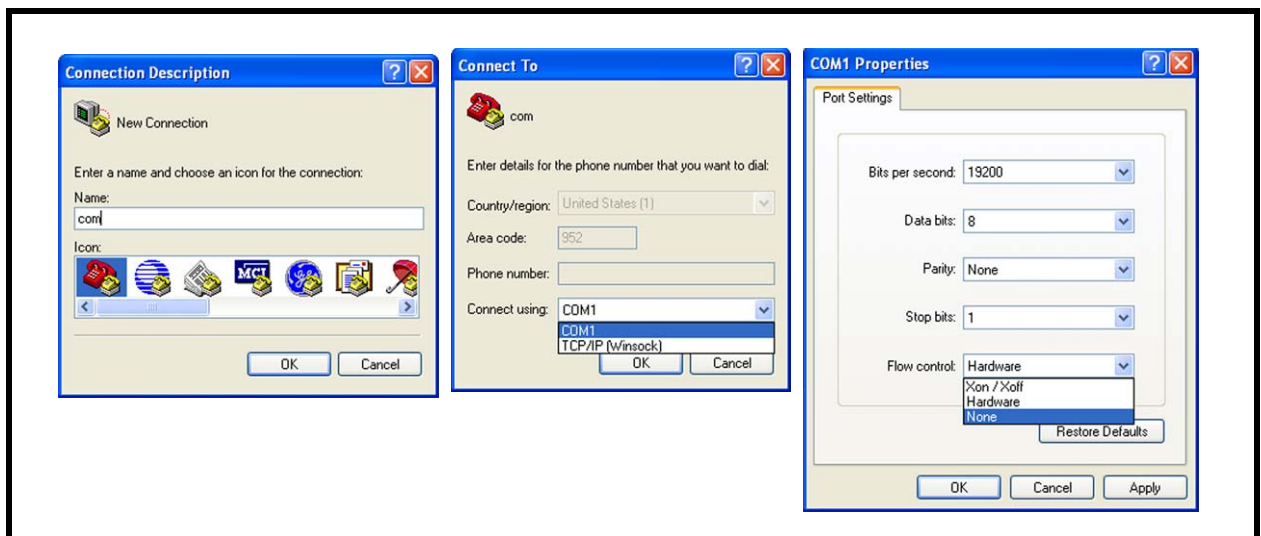 Connection Description
New Connection
Enter a name and choose an icon for the connection:
Name:
com
Icon:
MCI
OK Cancel
Connect To
com
Enter details for the phone number that you want to dial:
Country/region: United States (1)
Area code: 952
Phone number:
Connect using: COM1
COM1
TCP/IP (Winsock)
OK Cancel
COM1 Properties
Port Settings
Bits per second: 19200
Data bits: 8
Parity: None
Stop bits: 1
Flow control: Hardware
Xon / Xoff
Hardware
None
Restore Defaults
OK Cancel Apply